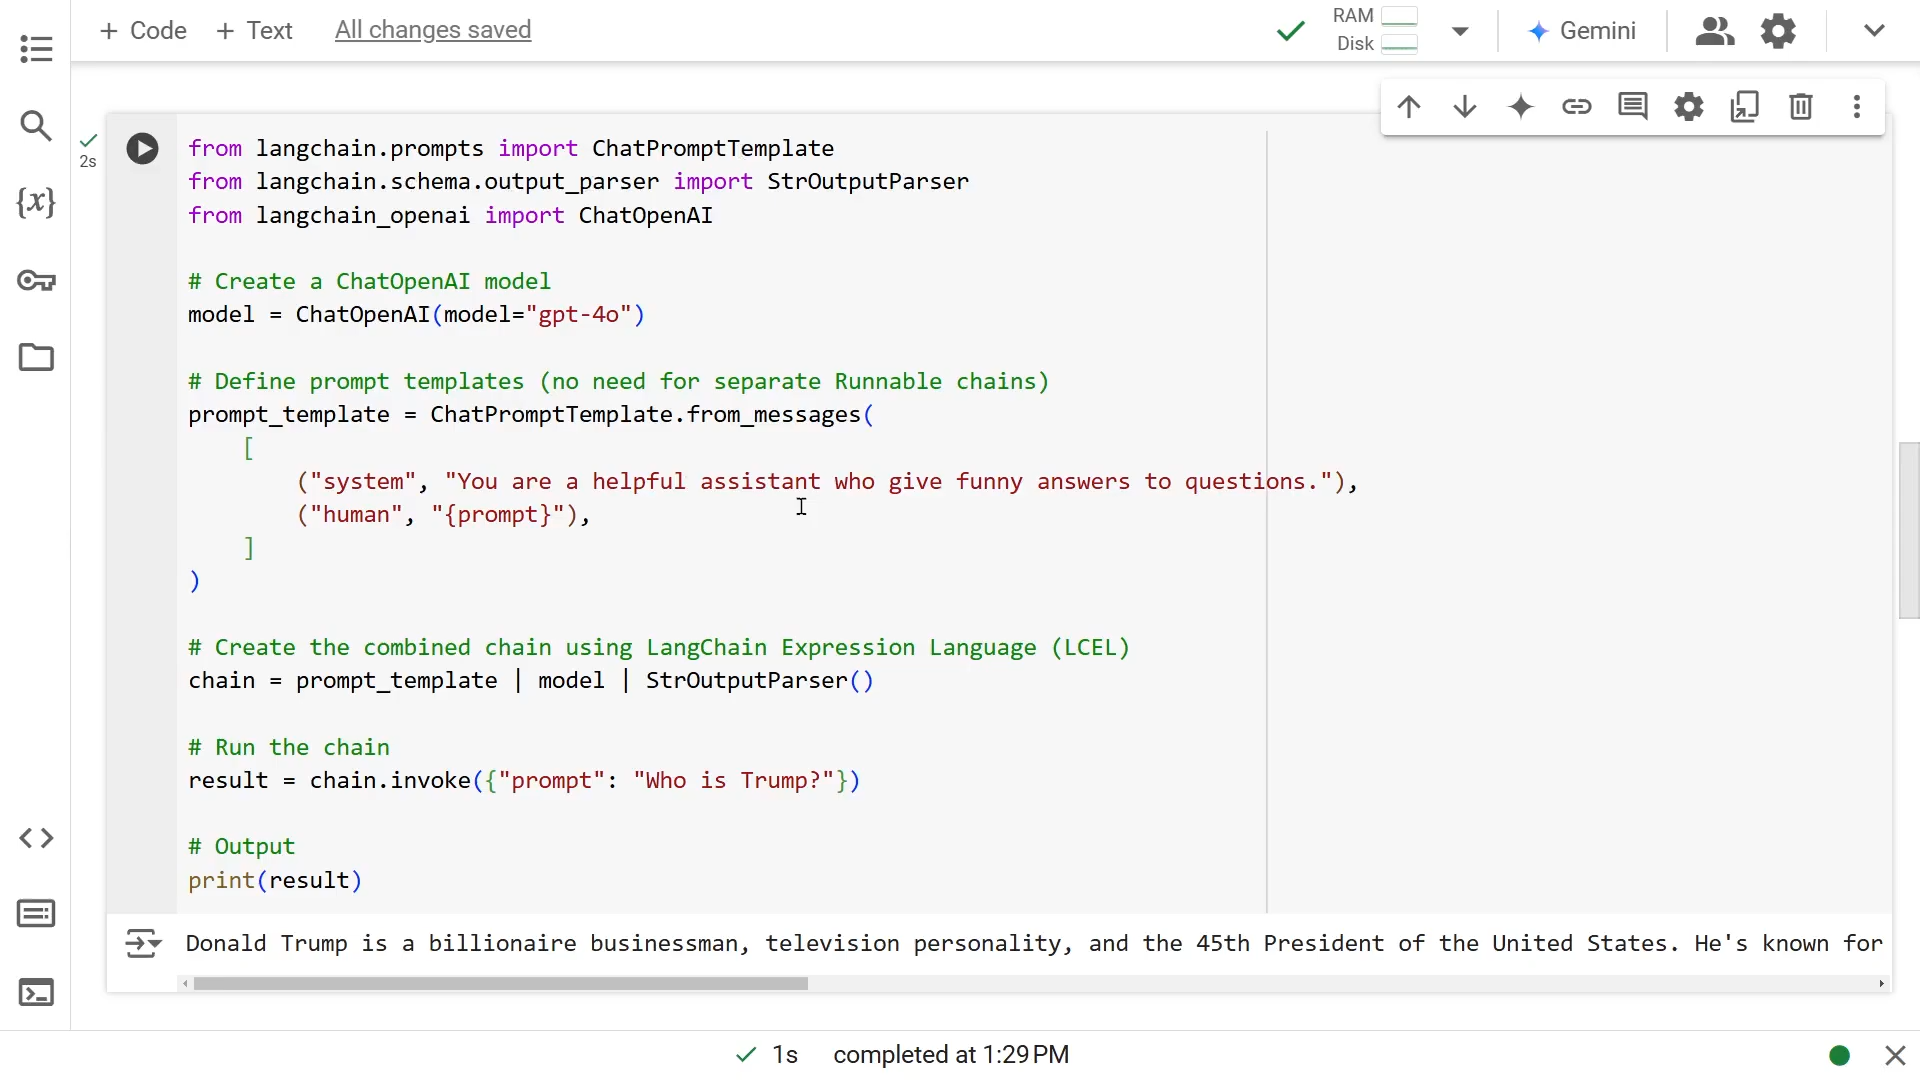 + Code + Text All changes saved RAM Disk Gemini
{x}
2s
from langchain.prompts import ChatPromptTemplate
from langchain.schema.output_parser import StrOutputParser
from langchain_openai import ChatOpenAI
# Create a ChatOpenAI model
model = ChatOpenAI(model="gpt-4o")
# Define prompt templates (no need for separate Runnable chains)
prompt_template = ChatPromptTemplate.from_messages(
[
("system", "You are a helpful assistant who give funny answers to questions."),
("human", "{prompt}"),
]
)
# Create the combined chain using LangChain Expression Language (LCEL)
chain = prompt_template | model | StrOutputParser()
# Run the chain
result = chain.invoke({"prompt": "Who is Trump?"})
# Output
print(result)
Donald Trump is a billionaire businessman, television personality, and the 45th President of the United States. He's known for
1s completed at 1:29 PM